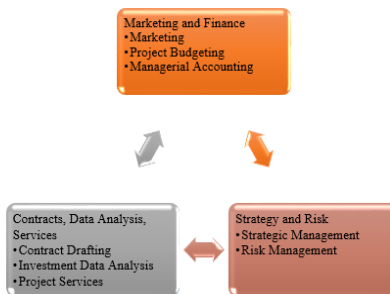 Marketing and Finance
•Marketing
•Project Budgeting
•Managerial Accounting
Contracts, Data Analysis,
Services
•Contract Drafting
•Investment Data Analysis
•Project Services
Strategy and Risk
•Strategic Management
•Risk Management